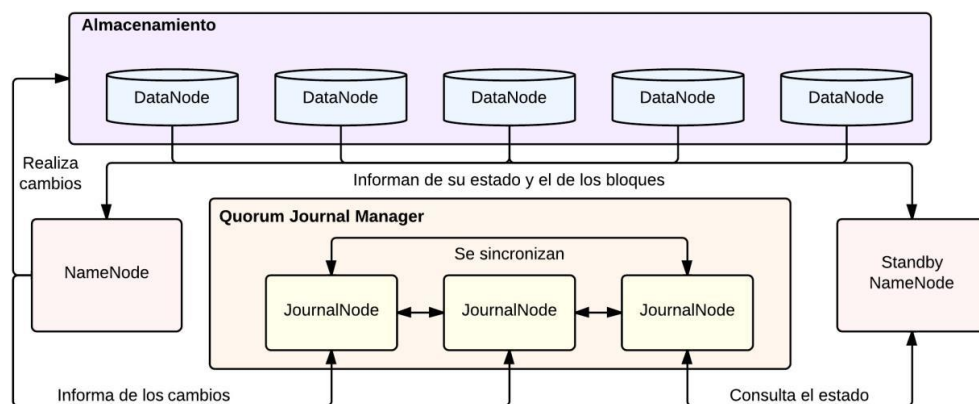 Almacenamiento
DataNode
DataNode
DataNode
DataNode
DataNode
Realiza
cambios
Informan de su estado y el de los bloques
Quorum Journal Manager
Se sincronizan
NameNode
JournalNode
JournalNode
JournalNode
Standby
NameNode
Informa de los cambios
Consulta el estado